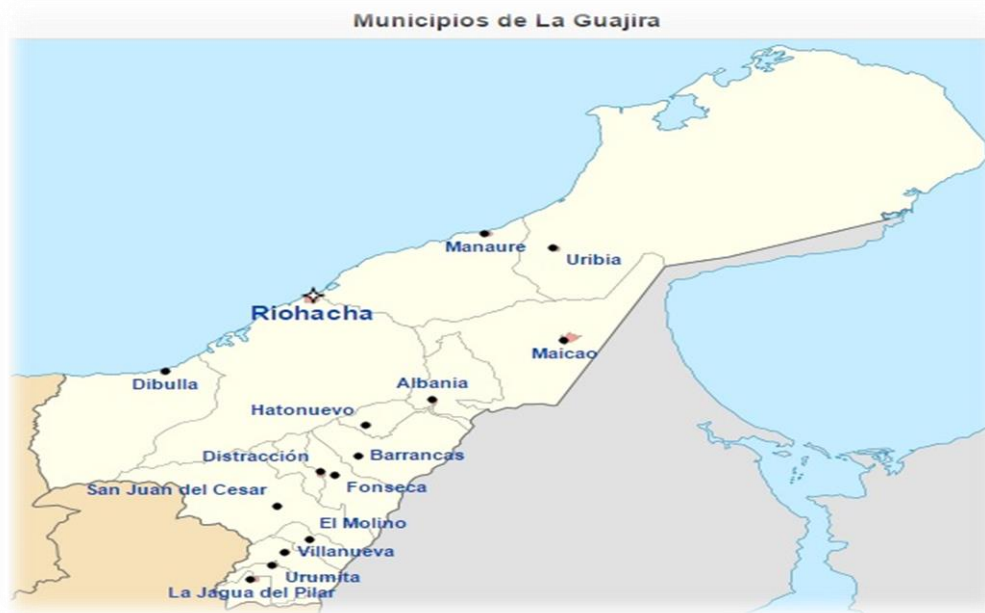 Municipios de La Guajira
Manaure
Uribia
Riohacha
Maicao
Dibulla
Albania
Hatonuevo
Distracción
Barrancas
Fonseca
San Juan del Cesar
El Molino
Villanueva
Urumita
La Jagua del Pilar